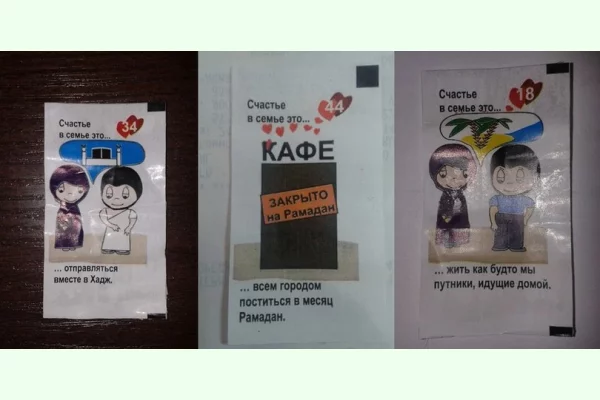 Счастье
в семье это...
34
... отправляться
вместе в Хадж.
Счастье
в семье это...
44
КАФЕ
ЗАКРЫТО
на Рамадан
... всем городом
поститься в месяц
Рамадан.
Счастье
в семье это...
18
... жить как будто мы
путники, идущие домой.